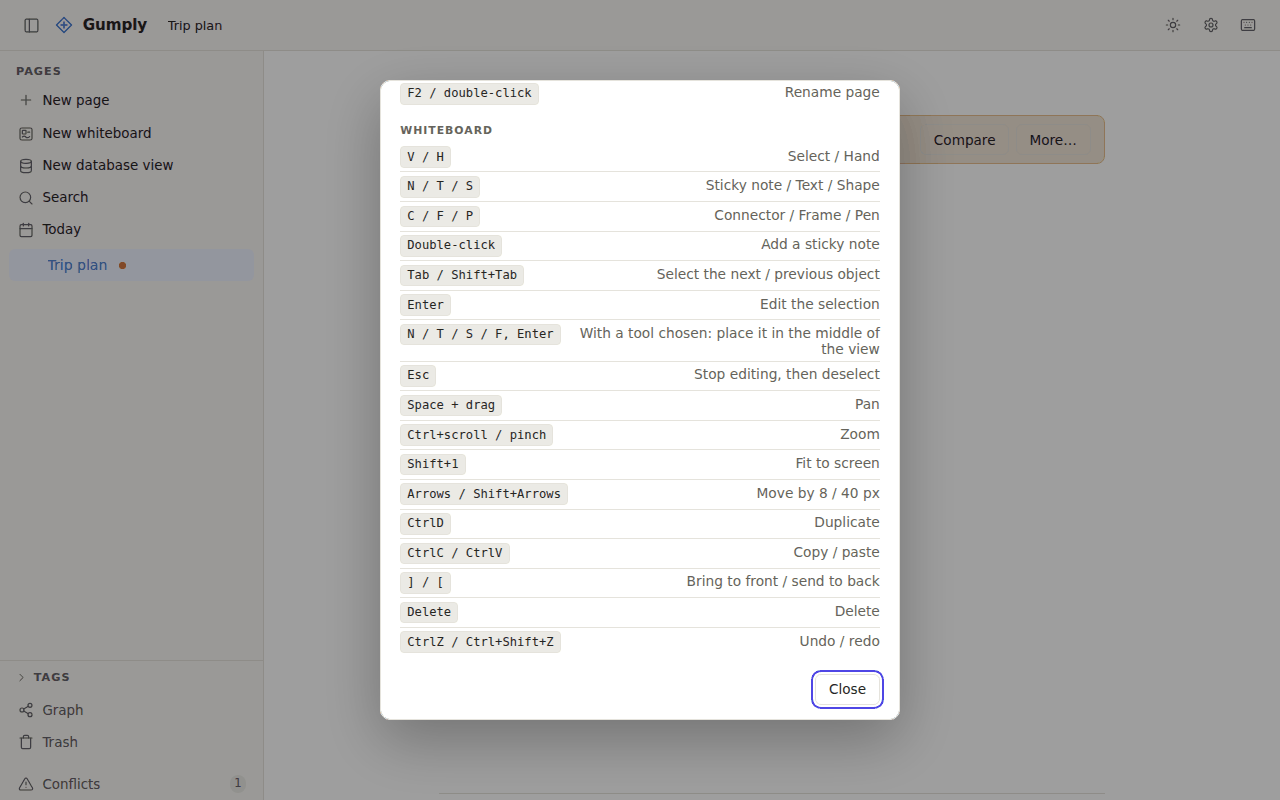 Gumply Trip plan
PAGES
New page
New whiteboard
New database view
Search
Today
Trip plan
TAGS
Graph
Trash
Conflicts 1
Compare More…
F2 / double-click Rename page
WHITEBOARD
V / H Select / Hand
N / T / S Sticky note / Text / Shape
C / F / P Connector / Frame / Pen
Double-click Add a sticky note
Tab / Shift+Tab Select the next / previous object
Enter Edit the selection
N / T / S / F, Enter With a tool chosen: place it in the middle of
the view
Esc Stop editing, then deselect
Space + drag Pan
Ctrl+scroll / pinch Zoom
Shift+1 Fit to screen
Arrows / Shift+Arrows Move by 8 / 40 px
CtrlD Duplicate
CtrlC / CtrlV Copy / paste
] / [ Bring to front / send to back
Delete Delete
CtrlZ / Ctrl+Shift+Z Undo / redo
Close